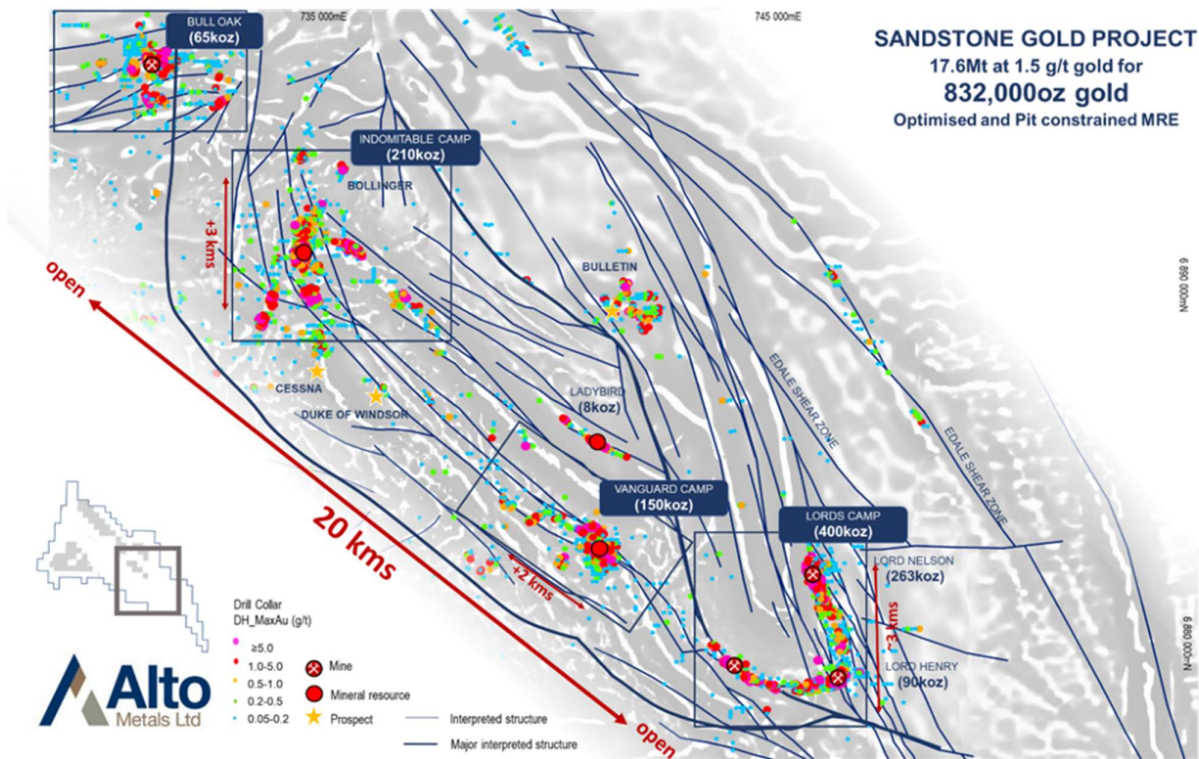 735 000mE
745 000mE
SANDSTONE GOLD PROJECT
17.6Mt at 1.5 g/t gold for
832,000oz gold
Optimised and Pit constrained MRE
BULL OAK
(65koz)
INDOMITABLE CAMP
(210koz)
BOLLINGER
+3 kms
open
BULLETIN
6 890 000mN
CESSNA
DUKE OF WINDSOR
LADYBIRD
(8koz)
EDALE SHEAR ZONE
EDALE SHEAR ZONE
20 kms
VANGUARD CAMP
(150koz)
+2 kms
LORDS CAMP
(400koz)
LORD NELSON
(263koz)
~3 kms
LORD HENRY
(90koz)
6 880 000mN
open
Drill Collar
DH_MaxAu (g/t)
≥5.0
1.0-5.0
0.5-1.0
0.2-0.5
0.05-0.2
Mine
Mineral resource
Prospect
Interpreted structure
Major interpreted structure
Alto
Metals Ltd